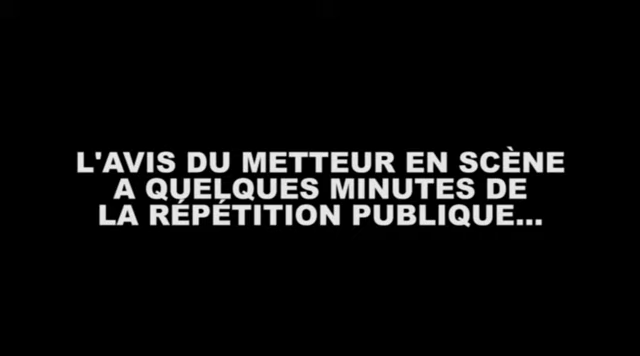 L'AVIS DU METTEUR EN SCÈNE
A QUELQUES MINUTES DE
LA RÉPÉTITION PUBLIQUE...